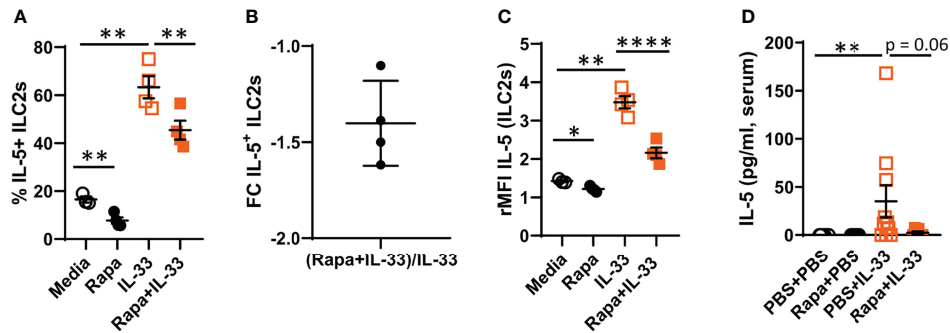 A
% IL-5+ ILC2s
80
60
40
20
0
**
**
**
Media
Rapa
IL-33
Rapa+IL-33
B
FC IL-5⁺ ILC2s
-1.0
-1.5
-2.0
(Rapa+IL-33)/IL-33
C
rMFI IL-5 (ILC2s)
5
4
3
2
1
0
****
**
*
Media
Rapa
IL-33
Rapa+IL-33
D
IL-5 (pg/ml, serum)
200
150
100
50
0
**
p = 0.06
PBS+PBS
Rapa+PBS
PBS+IL-33
Rapa+IL-33